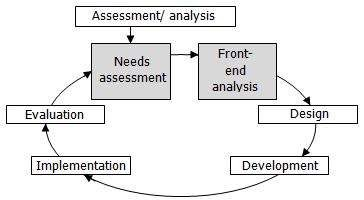 Assessment/ analysis
Needs
assessment
Front-
end
analysis
Evaluation
Design
Implementation
Development